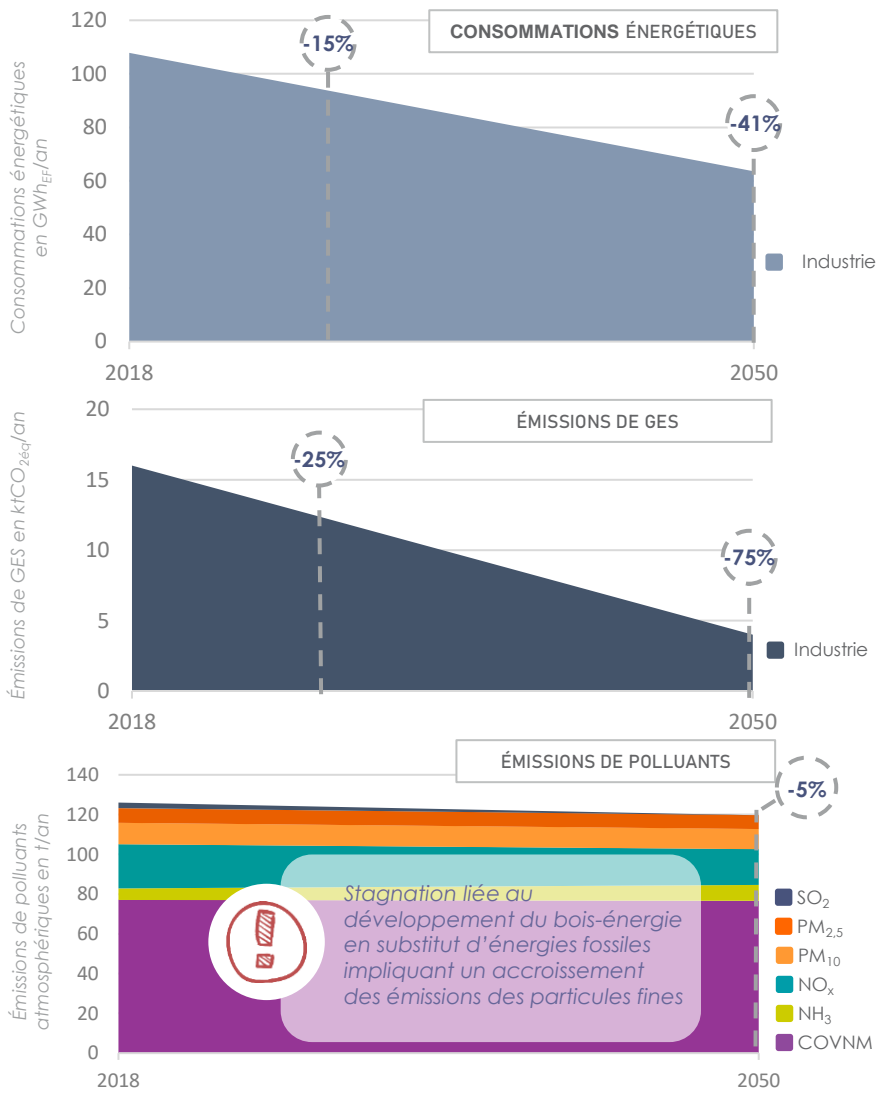 CONSOMMATIONS ÉNERGÉTIQUES
Consommations énergétiques
en GWhEF/an
120
100
80
60
40
20
0
-15%
-41%
Industrie
2018
2050
ÉMISSIONS DE GES
Émissions de GES en ktCO2éq/an
20
15
10
5
0
-25%
-75%
Industrie
2018
2050
ÉMISSIONS DE POLLUANTS
Émissions de polluants
atmosphériques en t/an
140
120
100
80
60
40
20
0
-5%
Stagnation liée au
développement du bois-énergie
en substitut d'énergies fossiles
impliquant un accroissement
des émissions des particules fines
SO2
PM2,5
PM10
NOx
NH3
COVNM
2018
2050